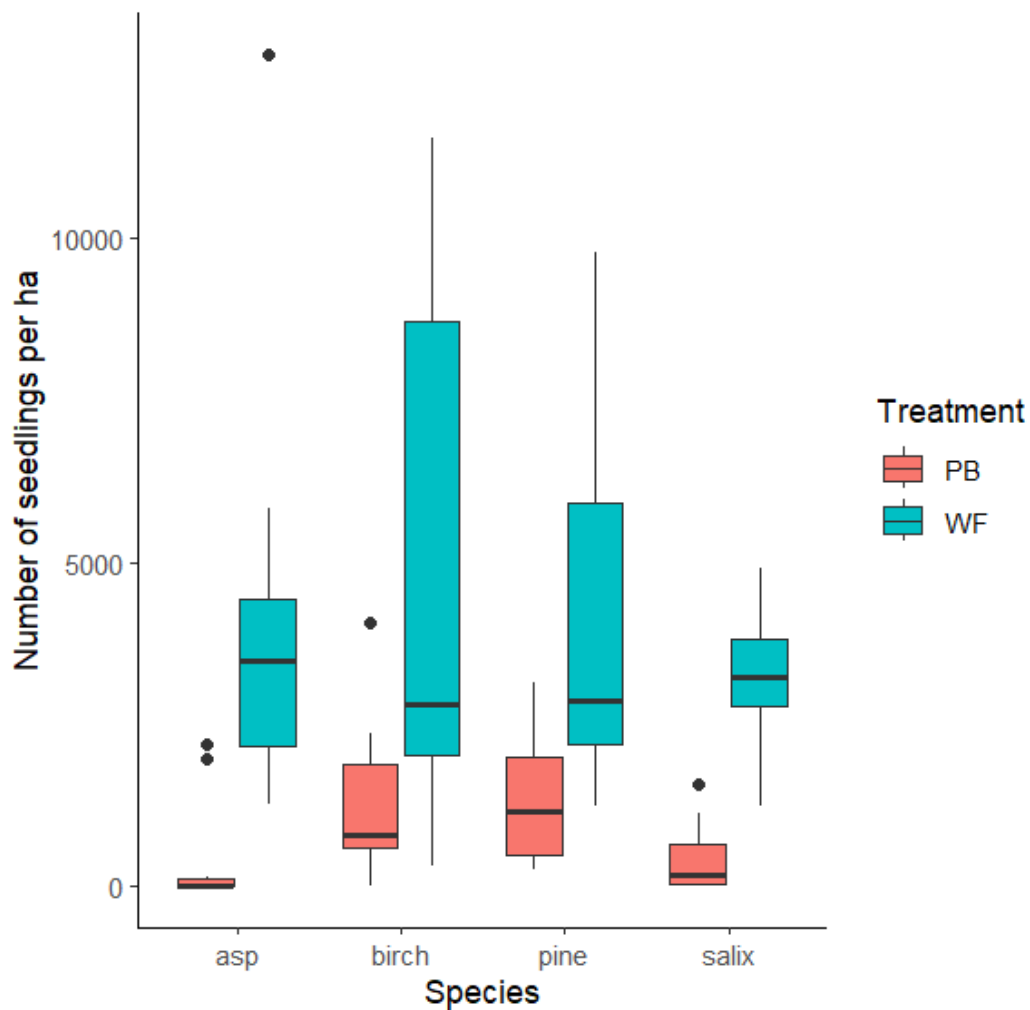 Number of seedlings per ha
10000
5000
0
asp birch pine salix
Species
Treatment
PB
WF